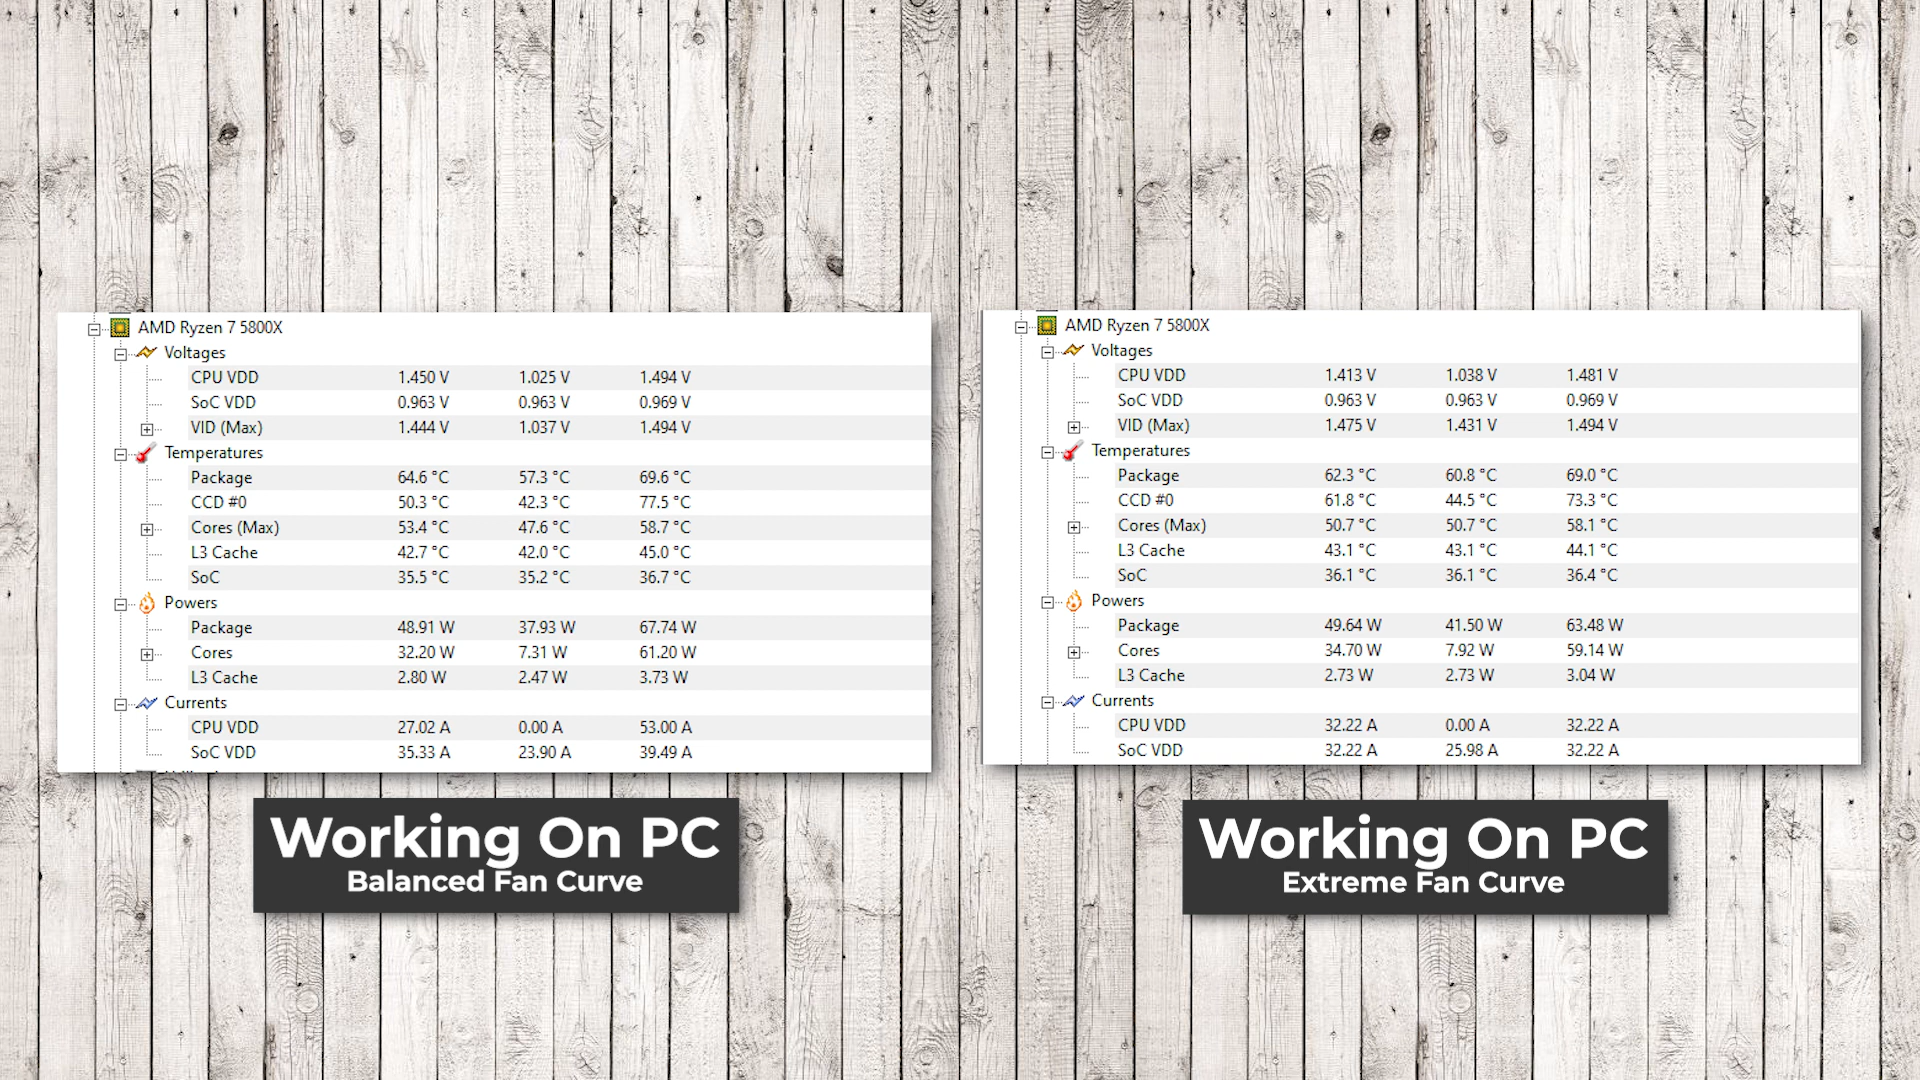 AMD Ryzen 7 5800X
Voltages
CPU VDD 1.450 V 1.025 V 1.494 V
SoC VDD 0.963 V 0.963 V 0.969 V
VID (Max) 1.444 V 1.037 V 1.494 V
Temperatures
Package 64.6 °C 57.3 °C 69.6 °C
CCD #0 50.3 °C 42.3 °C 77.5 °C
Cores (Max) 53.4 °C 47.6 °C 58.7 °C
L3 Cache 42.7 °C 42.0 °C 45.0 °C
SoC 35.5 °C 35.2 °C 36.7 °C
Powers
Package 48.91 W 37.93 W 67.74 W
Cores 32.20 W 7.31 W 61.20 W
L3 Cache 2.80 W 2.47 W 3.73 W
Currents
CPU VDD 27.02 A 0.00 A 53.00 A
SoC VDD 35.33 A 23.90 A 39.49 A
Working On PC
Balanced Fan Curve
AMD Ryzen 7 5800X
Voltages
CPU VDD 1.413 V 1.038 V 1.481 V
SoC VDD 0.963 V 0.963 V 0.969 V
VID (Max) 1.475 V 1.431 V 1.494 V
Temperatures
Package 62.3 °C 60.8 °C 69.0 °C
CCD #0 61.8 °C 44.5 °C 73.3 °C
Cores (Max) 50.7 °C 50.7 °C 58.1 °C
L3 Cache 43.1 °C 43.1 °C 44.1 °C
SoC 36.1 °C 36.1 °C 36.4 °C
Powers
Package 49.64 W 41.50 W 63.48 W
Cores 34.70 W 7.92 W 59.14 W
L3 Cache 2.73 W 2.73 W 3.04 W
Currents
CPU VDD 32.22 A 0.00 A 32.22 A
SoC VDD 32.22 A 25.98 A 32.22 A
Working On PC
Extreme Fan Curve